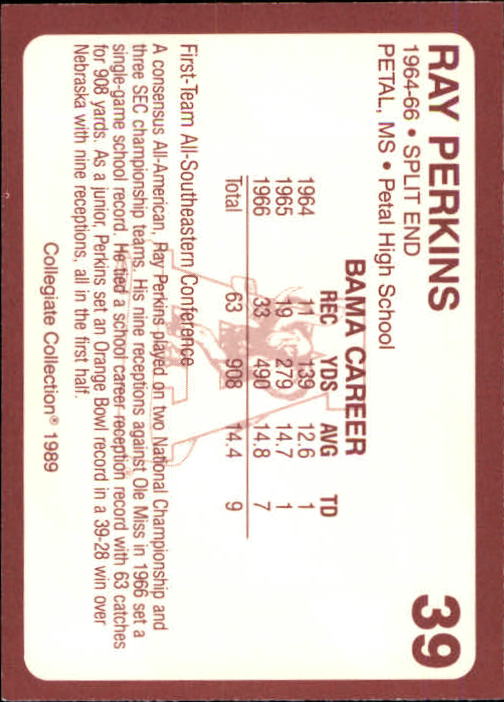 RAY PERKINS 39
1964-66 • SPLIT END
PETAL, MS • Petal High School
BAMA CAREER
REC YDS AVG TD
1964 11 139 12.6 1
1965 19 279 14.7 1
1966 33 490 14.8 7
Total 63 908 14.4 9
First-Team All-Southeastern Conference
A consensus All-American, Ray Perkins played on two National Championship and
three SEC championship teams. His nine receptions against Ole Miss in 1966 set a
single-game school record. He tied a school career-reception record with 63 catches
for 908 yards. As a junior, Perkins set an Orange Bowl record in a 39-28 win over
Nebraska with nine receptions, all in the first half.
Collegiate Collection® 1989